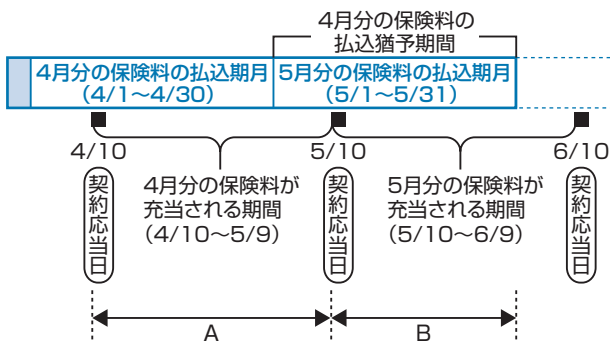 4月分の保険料の
払込猶予期間
4月分の保険料の払込期月
(4/1〜4/30)
5月分の保険料の払込期月
(5/1〜5/31)
4/10
5/10
6/10
契約応当日
4月分の保険料が
充当される期間
(4/10〜5/9)
契約応当日
5月分の保険料が
充当される期間
(5/10〜6/9)
契約応当日
A
B